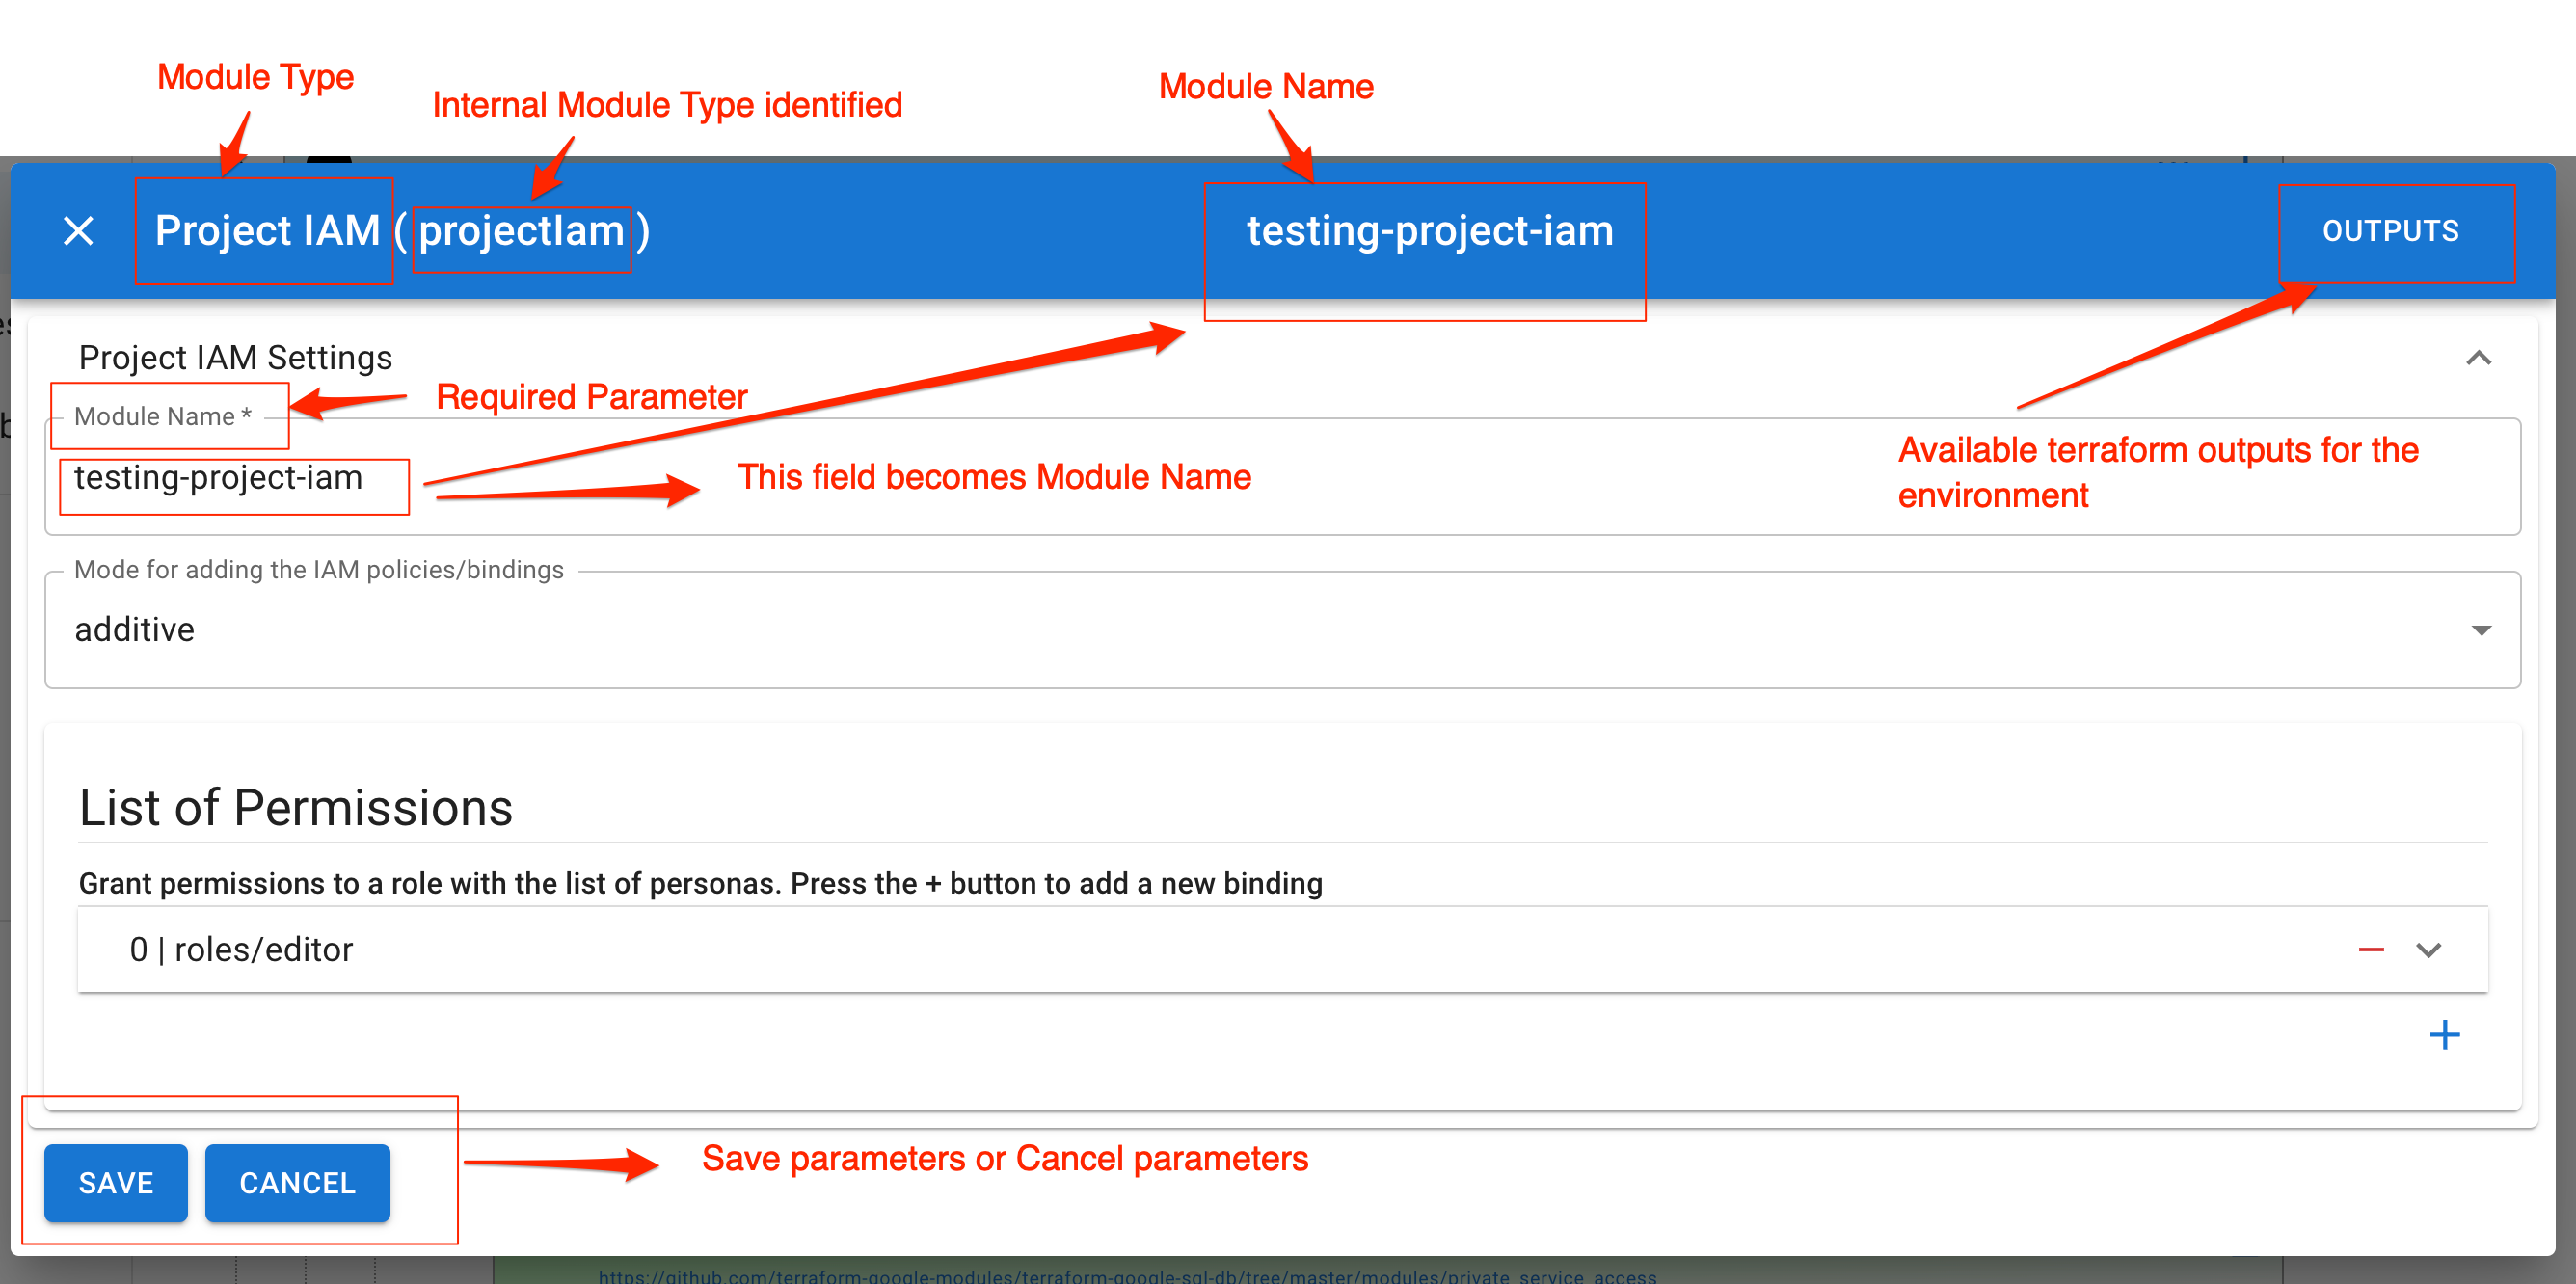 Module Type
Internal Module Type identified
Module Name
Project IAM ( projectIam )
testing-project-iam
OUTPUTS
Project IAM Settings
Required Parameter
Module Name *
testing-project-iam
This field becomes Module Name
Available terraform outputs for the
environment
Mode for adding the IAM policies/bindings
additive
List of Permissions
Grant permissions to a role with the list of personas. Press the + button to add a new binding
0 | roles/editor
Save parameters or Cancel parameters
SAVE
CANCEL
https://github.com/terraform-google-modules/terraform-google-sql-db/tree/master/modules/private_service_access